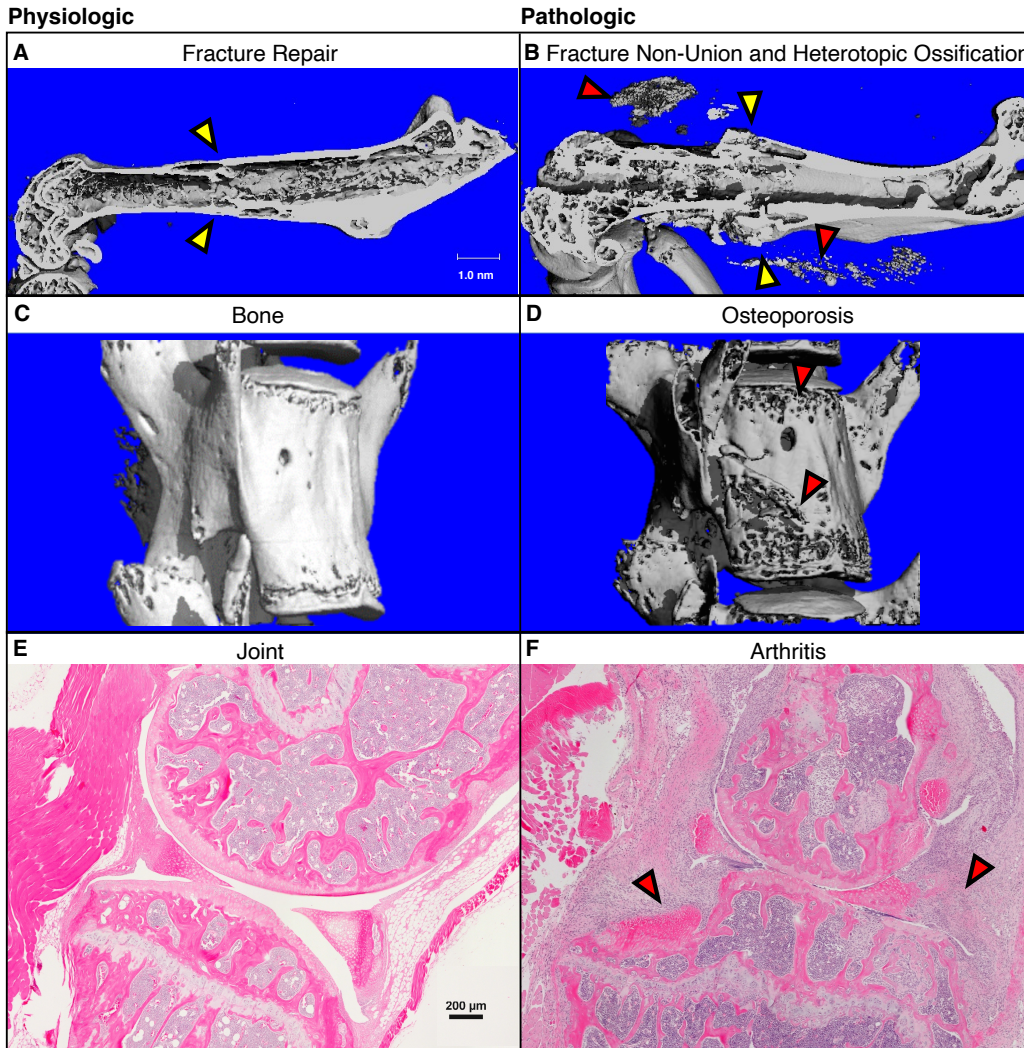 Physiologic
Pathologic
A Fracture Repair
B Fracture Non-Union and Heterotopic Ossification
1.0 nm
C Bone
D Osteoporosis
E Joint
F Arthritis
200 µm